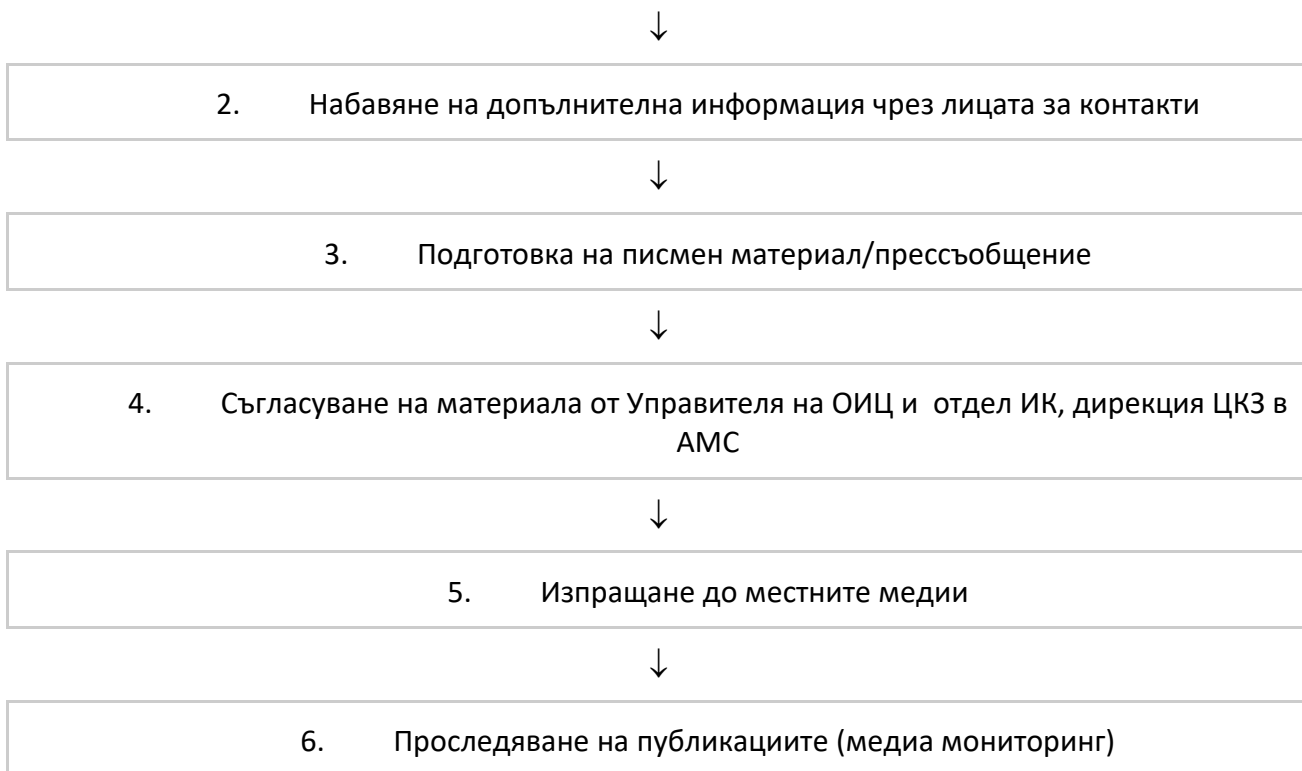 ↓
2. Набавяне на допълнителна информация чрез лицата за контакти
↓
3. Подготовка на писмен материал/прессъобщение
↓
4. Съгласуване на материала от Управителя на ОИЦ и  отдел ИК, дирекция ЦКЗ в
АМС
↓
5. Изпращане до местните медии
↓
6. Проследяване на публикациите (медиа мониторинг)